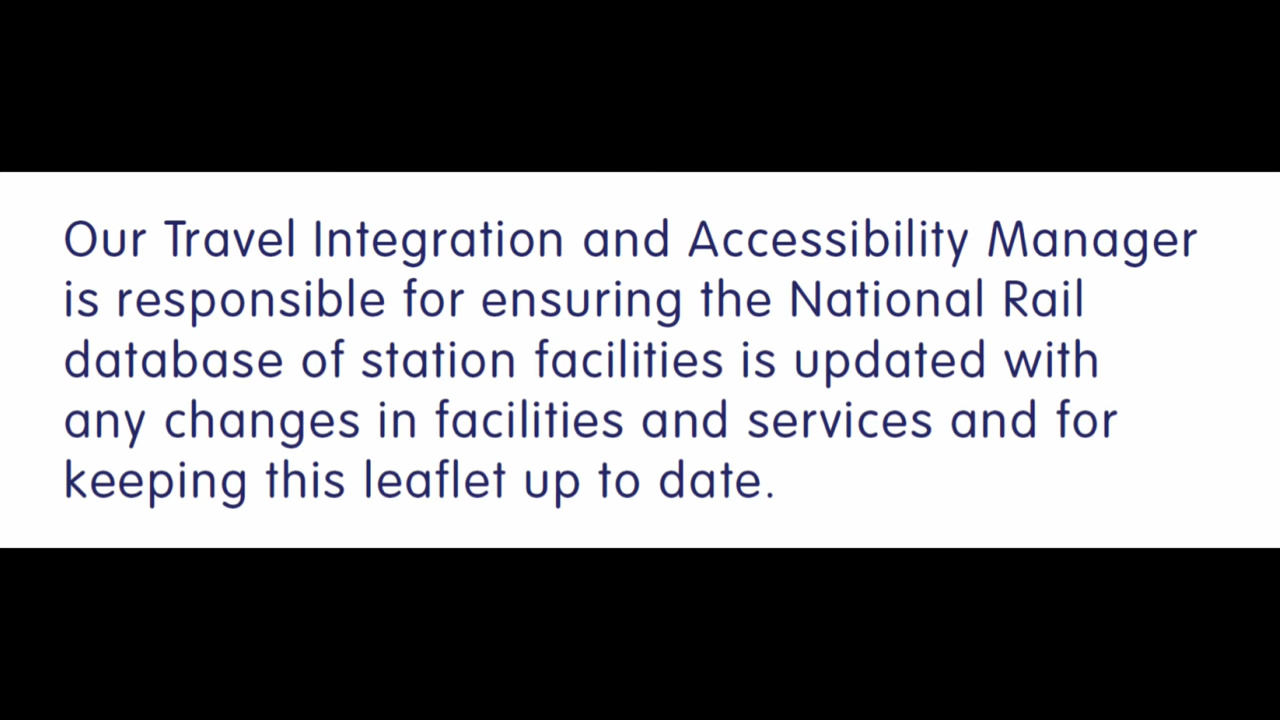 Our Travel Integration and Accessibility Manager
is responsible for ensuring the National Rail
database of station facilities is updated with
any changes in facilities and services and for
keeping this leaflet up to date.